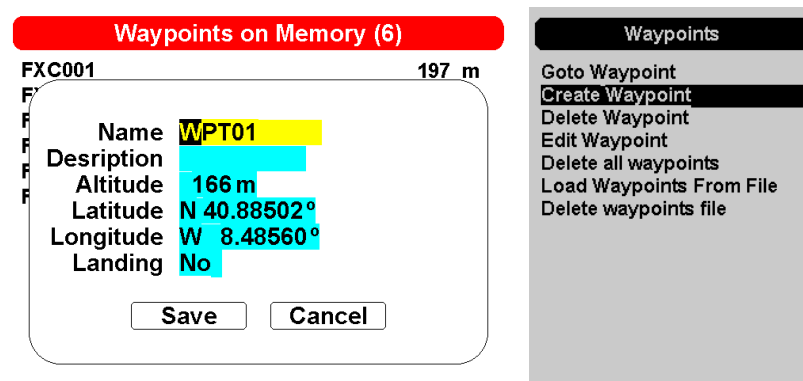 Waypoints on Memory (6)
FXC001 197 m
Name WPT01
Desription
Altitude 166 m
Latitude N 40.88502°
Longitude W 8.48560°
Landing No
Save Cancel
Waypoints
Goto Waypoint
Create Waypoint
Delete Waypoint
Edit Waypoint
Delete all waypoints
Load Waypoints From File
Delete waypoints file